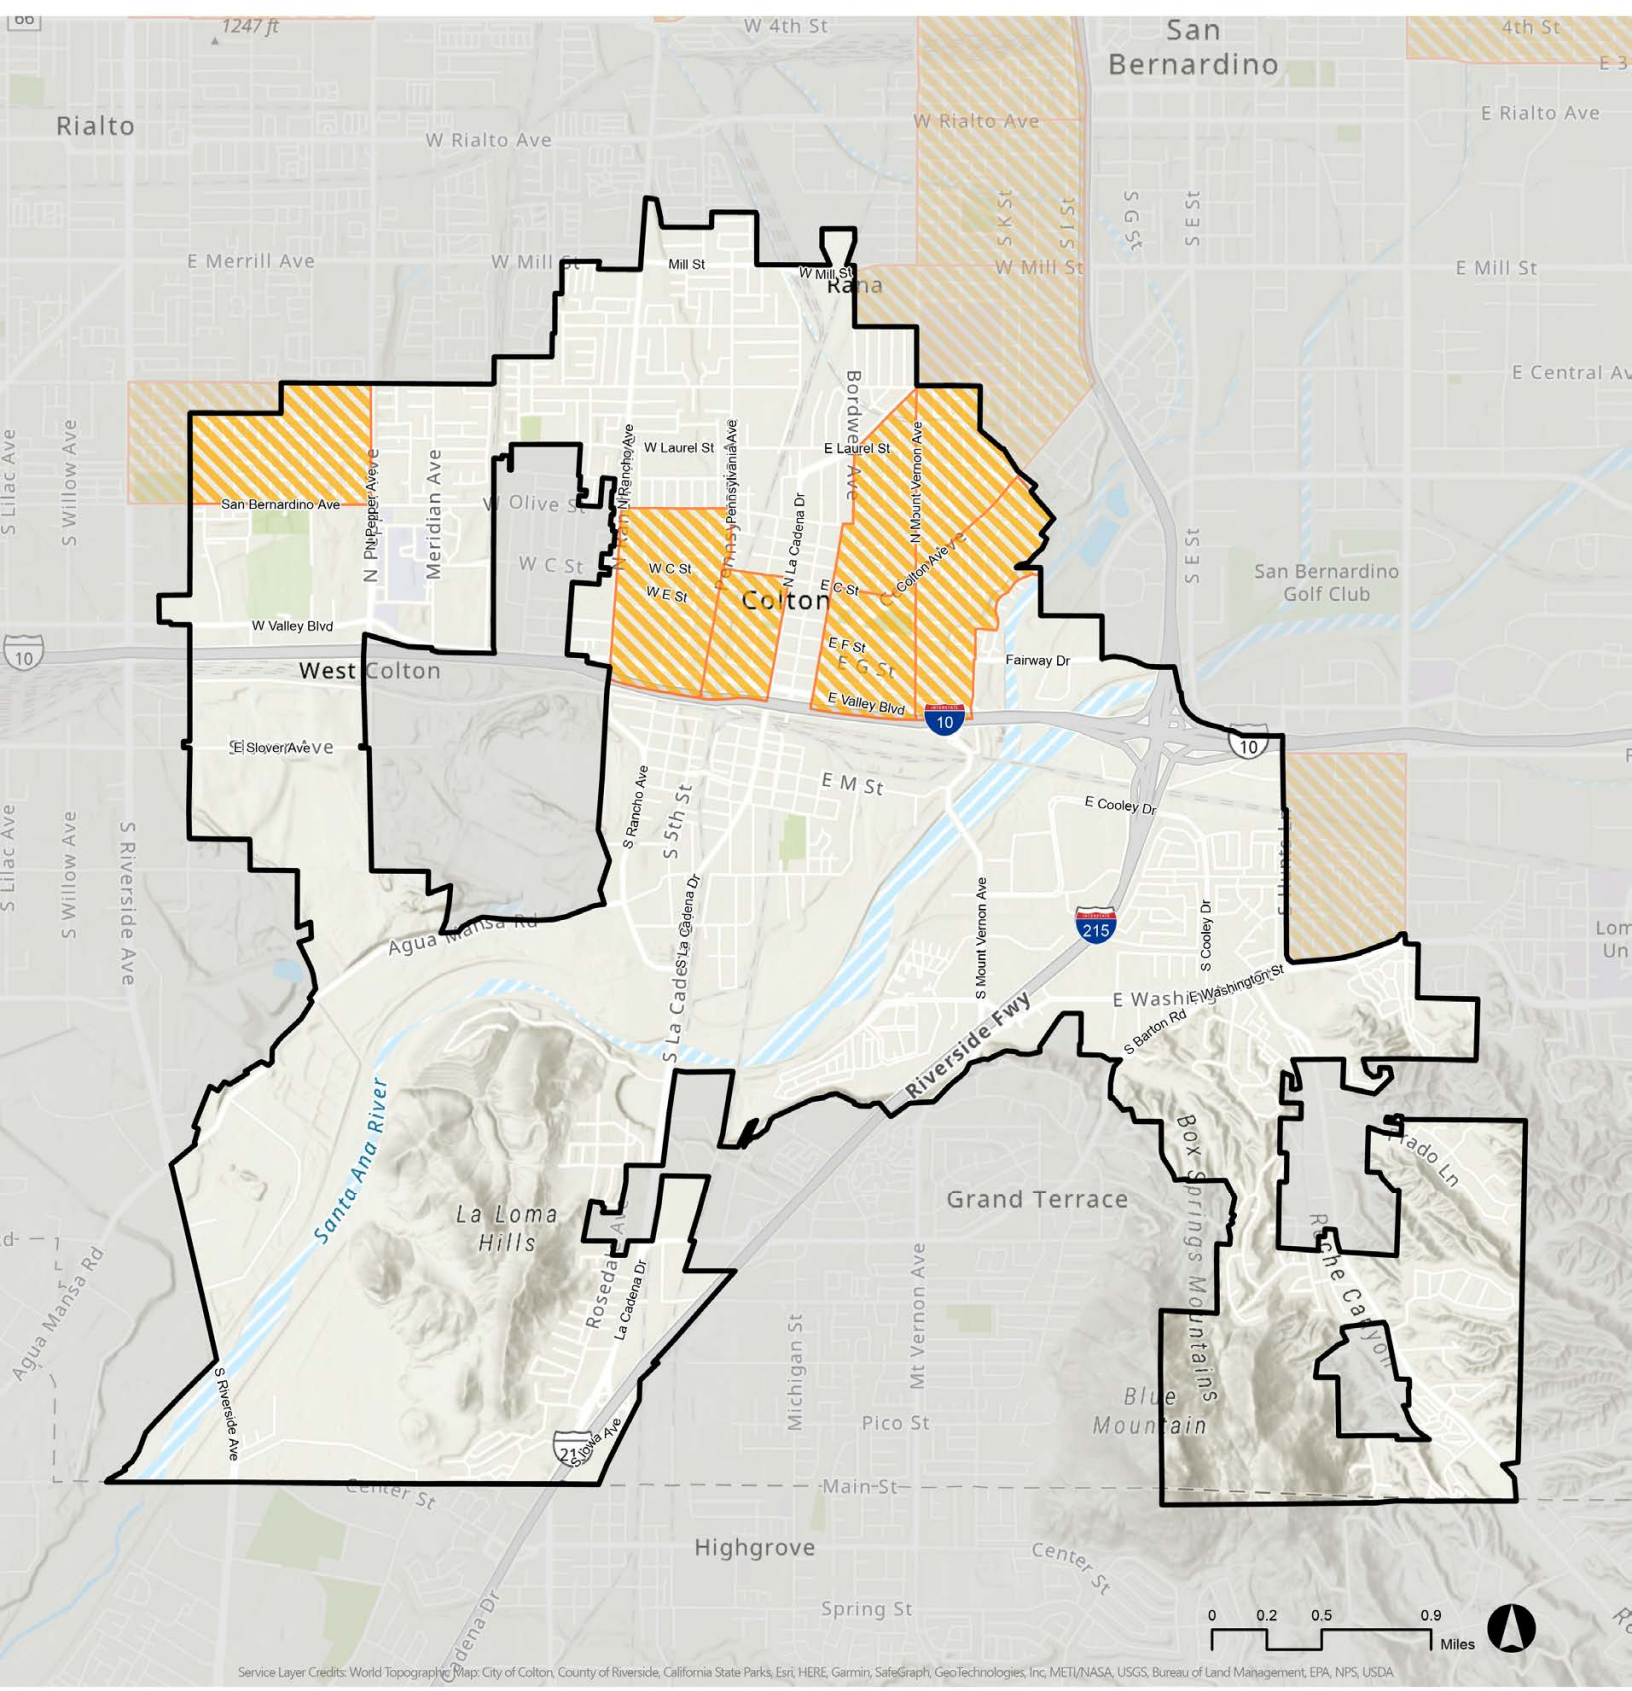 66
1247 ft
W 4th St
San
Bernardino
4th St
E 3
Rialto
W Rialto Ave
W Rialto Ave
E Rialto Ave
S K St
S I St
S G St
S E St
E Merrill Ave
W Mill St
Mill St
W Mill St
Rana
W Mill St
E Mill St
E Central Av
S Lilac Ave
S Willow Ave
N Pepper Ave
Meridian Ave
N Rancho Ave
W Laurel St
Pennsylvania Ave
Bordwell Ave
E Laurel St
N Mount Vernon Ave
San Bernardino Ave
W Olive St
N La Cadena Dr
W C St
W C St
W E St
Colton
E C St
Colton Ave
S E St
San Bernardino
Golf Club
W Valley Blvd
10
West Colton
E F St
E G St
Fairway Dr
E Valley Blvd
INTERSTATE
10
10
E Slover Ave
E M St
S Rancho Ave
S 5th St
E Cooley Dr
S Lilac Ave
S Willow Ave
S Riverside Ave
Agua Mansa Rd
S La Cadena Dr
S La Cadena
S Mount Vernon Ave
INTERSTATE
215
S Cooley Dr
E Washington St
S Barton Rd
Riverside Fwy
Santa Ana River
La Loma
Hills
Grand Terrace
Box Springs Mountains
Prado Ln
Reche Canyon
Agua Mansa Rd
La Cadena Dr
Michigan St
Mt Vernon Ave
Blue
Mountain
Pico St
S Riverside Ave
S Iowa Ave
Center St
Main St
Highgrove
Center St
Spring St
Cadena Dr
0 0.2 0.5 0.9
Miles
Service Layer Credits: World Topographic Map: City of Colton, County of Riverside, California State Parks, Esri, HERE, Garmin, SafeGraph, GeoTechnologies, Inc, METI/NASA, USGS, Bureau of Land Management, EPA, NPS, USDA